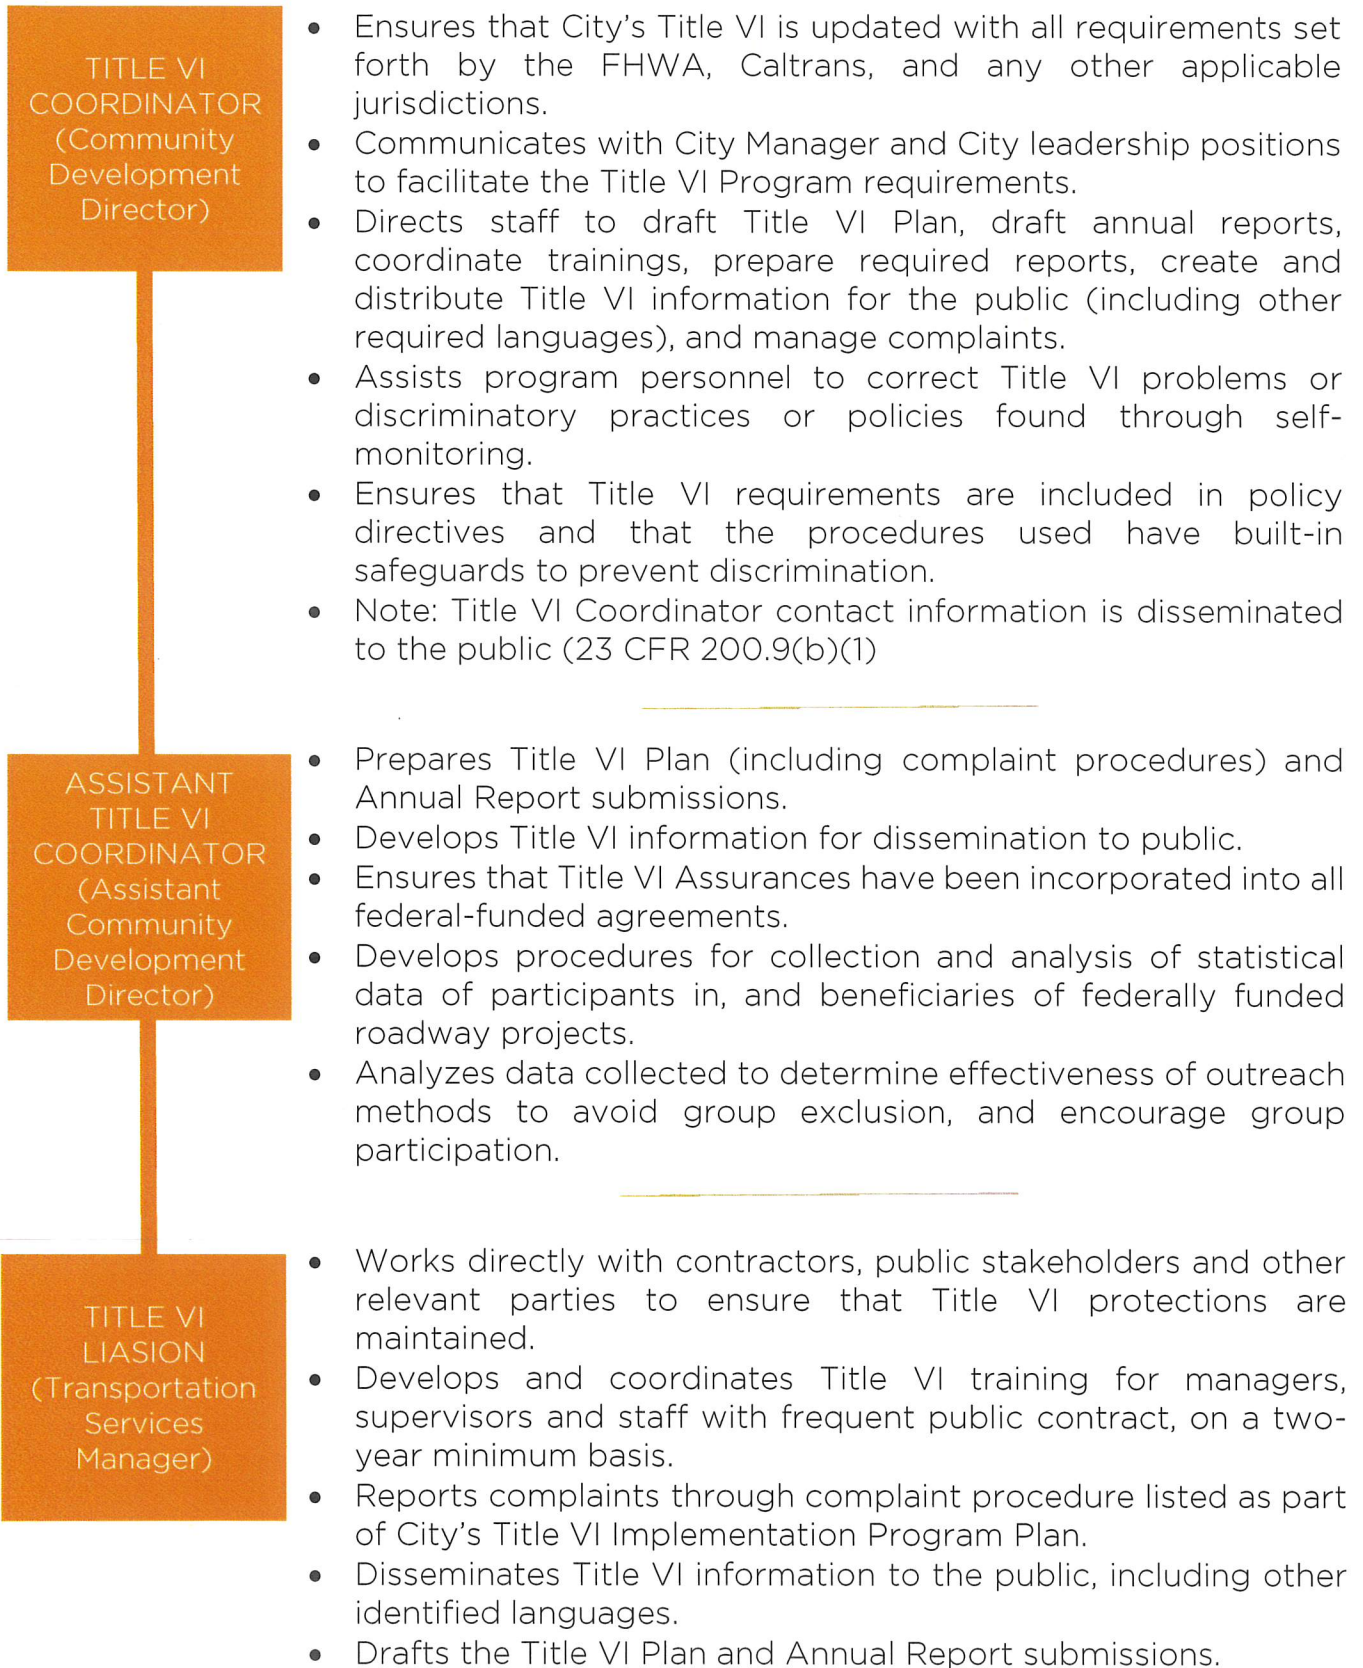 TITLE VI
COORDINATOR
(Community
Development
Director)
• Ensures that City’s Title VI is updated with all requirements set
forth by the FHWA, Caltrans, and any other applicable
jurisdictions.
• Communicates with City Manager and City leadership positions
to facilitate the Title VI Program requirements.
• Directs staff to draft Title VI Plan, draft annual reports,
coordinate trainings, prepare required reports, create and
distribute Title VI information for the public (including other
required languages), and manage complaints.
• Assists program personnel to correct Title VI problems or
discriminatory practices or policies found through self-
monitoring.
• Ensures that Title VI requirements are included in policy
directives and that the procedures used have built-in
safeguards to prevent discrimination.
• Note: Title VI Coordinator contact information is disseminated
to the public (23 CFR 200.9(b)(1)
ASSISTANT
TITLE VI
COORDINATOR
(Assistant
Community
Development
Director)
• Prepares Title VI Plan (including complaint procedures) and
Annual Report submissions.
• Develops Title VI information for dissemination to public.
• Ensures that Title VI Assurances have been incorporated into all
federal-funded agreements.
• Develops procedures for collection and analysis of statistical
data of participants in, and beneficiaries of federally funded
roadway projects.
• Analyzes data collected to determine effectiveness of outreach
methods to avoid group exclusion, and encourage group
participation.
TITLE VI
LIASION
(Transportation
Services
Manager)
• Works directly with contractors, public stakeholders and other
relevant parties to ensure that Title VI protections are
maintained.
• Develops and coordinates Title VI training for managers,
supervisors and staff with frequent public contract, on a two-
year minimum basis.
• Reports complaints through complaint procedure listed as part
of City’s Title VI Implementation Program Plan.
• Disseminates Title VI information to the public, including other
identified languages.
• Drafts the Title VI Plan and Annual Report submissions.